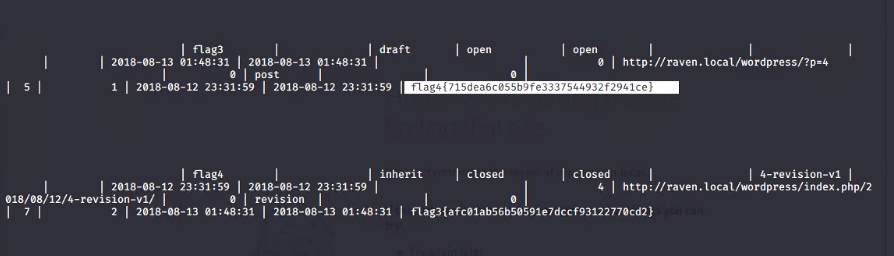 | flag3 | | draft | open | open | | |
| | 2018-08-13 01:48:31 | 2018-08-13 01:48:31 | | 0 | http://raven.local/wordpress/?p=4
| 0 | post | | 0 |
| 5 | 1 | 2018-08-12 23:31:59 | 2018-08-12 23:31:59 | flag4{715dea6c055b9fe3337544932f2941ce}
| flag4 | | inherit | closed | closed | | 4-revision-v1 |
| | 2018-08-12 23:31:59 | 2018-08-12 23:31:59 | | 4 | http://raven.local/wordpress/index.php/2
018/08/12/4-revision-v1/ | 0 | revision | | 0 |
| 7 | 2 | 2018-08-13 01:48:31 | 2018-08-13 01:48:31 | flag3{afc01ab56b50591e7dccf93122770cd2}